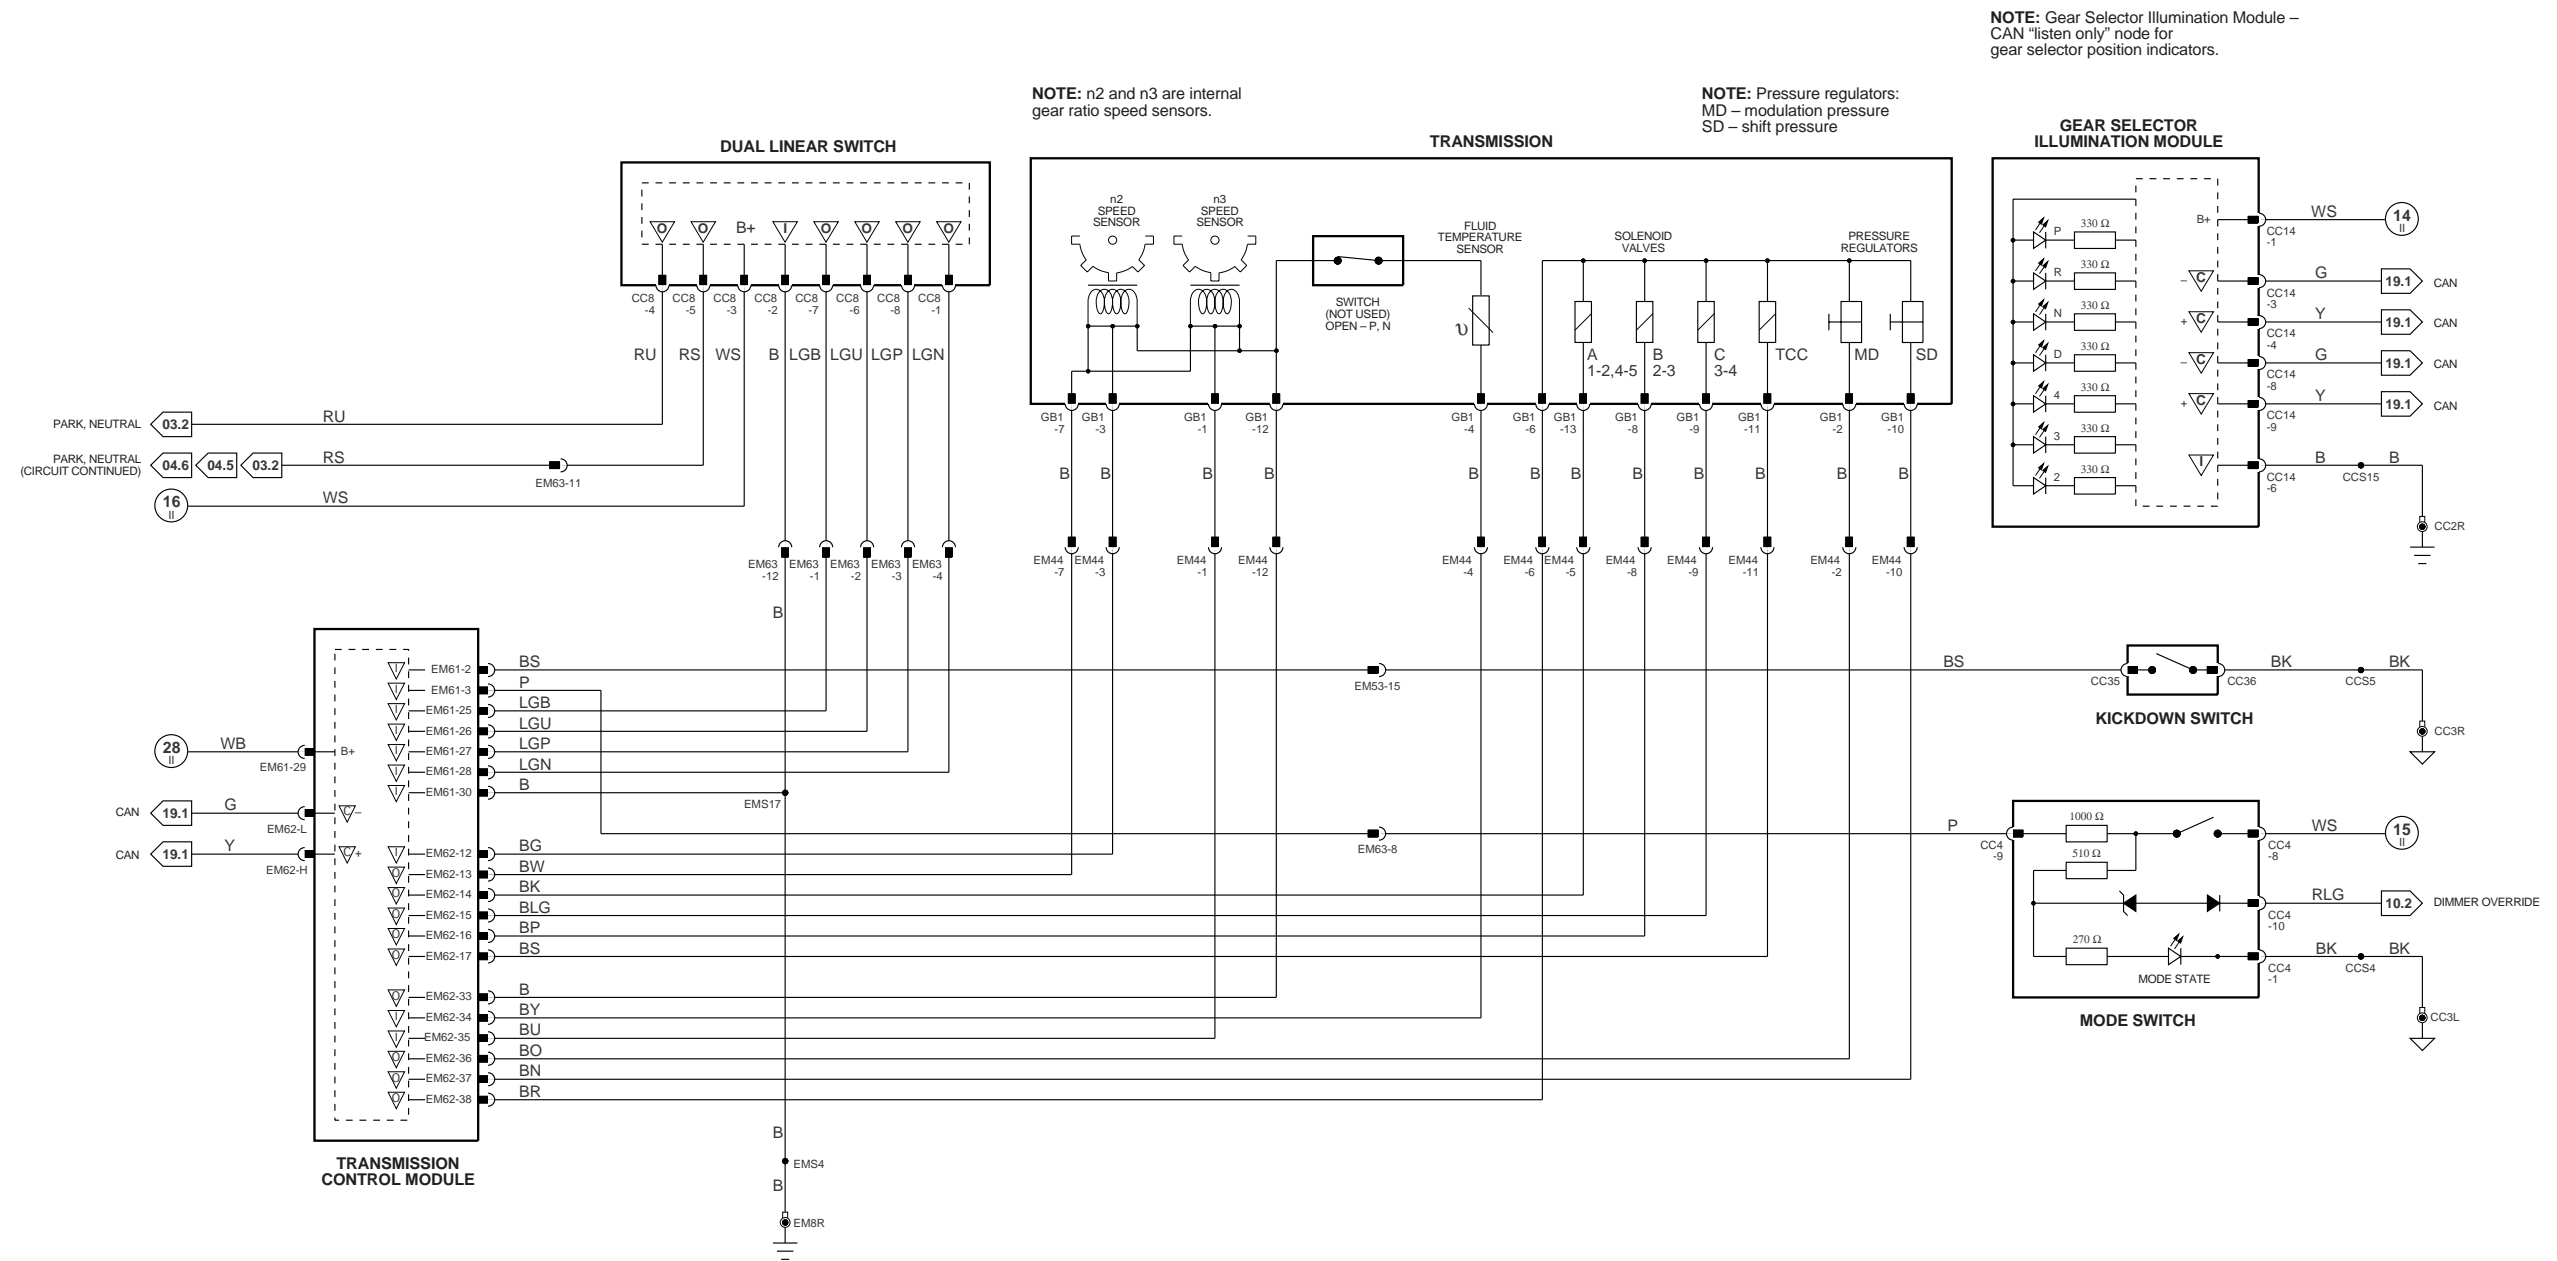 NOTE: Gear Selector Illumination Module –
CAN “listen only” node for
gear selector position indicators.
NOTE: n2 and n3 are internal
gear ratio speed sensors.
NOTE: Pressure regulators:
MD – modulation pressure
SD – shift pressure
DUAL LINEAR SWITCH
O O B+ I O O O O
CC8 CC8 CC8 CC8 CC8 CC8 CC8 CC8
-4 -5 -3 -2 -7 -6 -8 -1
RU RS WS B LGB LGU LGP LGN
PARK, NEUTRAL 03.2 RU
PARK, NEUTRAL
(CIRCUIT CONTINUED)
04.6 04.5 03.2 RS
EM63-11
16 WS
II
EM63 EM63 EM63 EM63 EM63
-12 -1 -2 -3 -4
B
TRANSMISSION
n2
SPEED
SENSOR
n3
SPEED
SENSOR
SWITCH
(NOT USED)
OPEN – P, N
FLUID
TEMPERATURE
SENSOR
υ
SOLENOID
VALVES
PRESSURE
REGULATORS
A B C TCC MD SD
1-2,4-5 2-3 3-4
GB1 GB1 GB1 GB1 GB1 GB1 GB1 GB1 GB1 GB1 GB1 GB1
-7 -3 -1 -12 -4 -6 -13 -8 -9 -11 -2 -10
B B B B B B B B B B B B
EM44 EM44 EM44 EM44 EM44 EM44 EM44 EM44 EM44 EM44 EM44 EM44
-7 -3 -1 -12 -4 -6 -5 -8 -9 -11 -2 -10
GEAR SELECTOR
ILLUMINATION MODULE
P 330 Ω
R 330 Ω
N 330 Ω
D 330 Ω
4 330 Ω
3 330 Ω
2 330 Ω
B+ CC14 -1 WS 14 II
– C CC14 -3 G 19.1 CAN
+ C CC14 -4 Y 19.1 CAN
– C CC14 -8 G 19.1 CAN
+ C CC14 -9 Y 19.1 CAN
I CC14 -6 B CCS15 B
CC2R
28 WB B+
II
EM61-29
CAN 19.1 G C –
EM62-L
CAN 19.1 Y C +
EM62-H
I EM61-2 BS
I EM61-3 P
I EM61-25 LGB
I EM61-26 LGU
I EM61-27 LGP
I EM61-28 LGN
I EM61-30 B
EMS17
I EM62-12 BG
O EM62-13 BW
O EM62-14 BK
O EM62-15 BLG
O EM62-16 BP
O EM62-17 BS
O EM62-33 B
I EM62-34 BY
I EM62-35 BU
O EM62-36 BO
O EM62-37 BN
O EM62-38 BR
TRANSMISSION
CONTROL MODULE
B
EMS4
B
EM8R
EM53-15
BS
CC35 CC36
BK BK
CCS5
KICKDOWN SWITCH
CC3R
EM63-8
P
CC4
-9
1000 Ω
510 Ω
270 Ω
MODE STATE
CC4
-8
WS 15
II
CC4
-10
RLG 10.2 DIMMER OVERRIDE
CC4
-1
BK BK
CCS4
MODE SWITCH
CC3L